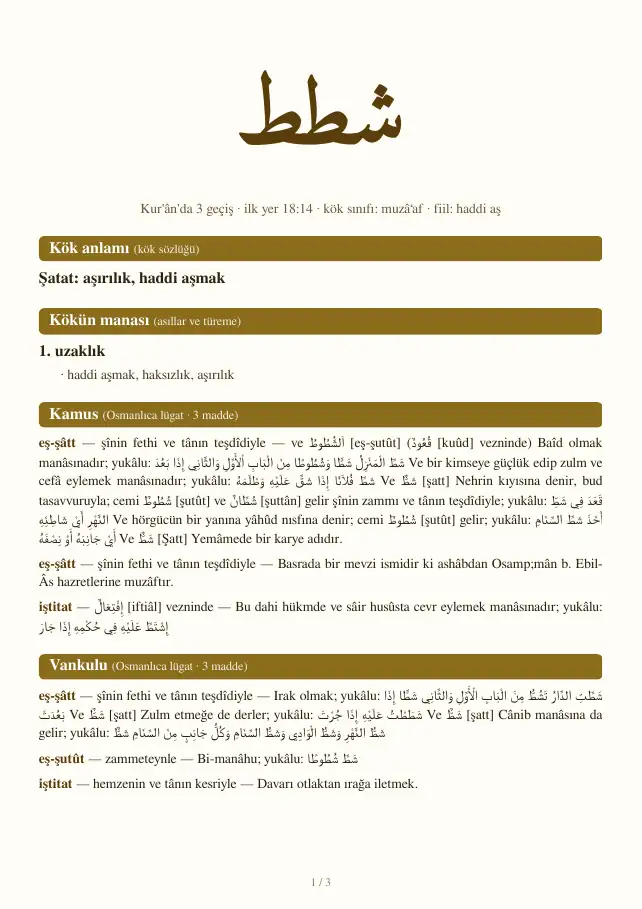 شطط
Kur'ân'da 3 geçiş · ilk yer 18:14 · kök sınıfı: muzâ'af · fiil: haddi aş
Kök anlamı (kök sözlüğü)
Şatat: aşırılık, haddi aşmak
Kökün manası (asıllar ve türeme)
1. uzaklık
· haddi aşmak, haksızlık, aşırılık
Kamus (Osmanlıca lügat · 3 madde)
eş-şâtt — şînin fethi ve tânın teşdîdiyle — ve اَلشُّطُوطُ [eş-şutût] (قُعُودٌ [kuûd] vezninde) Baîd olmak
manâsınadır; yukâlu: شَطَّ الْمَنْزِلُ شَطًّا وَشُطُوطًا مِنَ الْبَابِ الْأَوَّلِ وَالثَّانِي إِذَا بَعُدَ Ve bir kimseye güçlük edip zulm ve
cefâ eylemek manâsınadır; yukâlu: شَطَّ فُلَانًا إِذَا شَقَّ عَلَيْهِ وَظَلَمَهُ Ve شَطٌّ [şatt] Nehrin kıyısına denir, bud
tasavvuruyla; cemi شُطُوطٌ [şutût] ve شُطَّانٌ [şuttân] gelir şînin zammı ve tânın teşdîdiyle; yukâlu: قَعَدَ فِي شَطِّ
النَّهْرِ أَيْ شَاطِئِهِ Ve hörgücün bir yanına yâhûd nısfına denir; cemi شُطُوطٌ [şutût] gelir; yukâlu: أَخَذَ شَطَّ السَّنَامِ
أَيْ جَانِبَهُ أَوْ نِصْفَهُ Ve شَطٌّ [Şatt] Yemâmede bir karye adıdır.
eş-şâtt — şînin fethi ve tânın teşdîdiyle — Basrada bir mevzi ismidir ki ashâbdan Osamp;mân b. Ebil-
Âs hazretlerine muzâftır.
iştitat — إِفْتِعَالٌ [iftiâl] vezninde — Bu dahi hükmde ve sâir husûsta cevr eylemek manâsınadır; yukâlu:
إِشْتَطَّ عَلَيْهِ فِي حُكْمِهِ إِذَا جَارَ
Vankulu (Osmanlıca lügat · 3 madde)
eş-şâtt — şînin fethi ve tânın teşdîdiyle — Irak olmak; yukâlu: شَطَّتِ الدَّارُ تَشُطُّ مِنَ الْبَابِ الْأَوَّلِ وَالثَّانِي شَطًّا إِذَا
بَعُدَتْ Ve شَطٌّ [şatt] Zulm etmeğe de derler; yukâlu: شَطَطْتُ عَلَيْهِ إِذَا جُرْتَ Ve شَطٌّ [şatt] Cânib manâsına da
gelir; yukâlu: شَطُّ النَّهْرِ وَشَطُّ الْوَادِي وَشَطُّ السَّنَامِ وَكُلُّ جَانِبٍ مِنَ السَّنَامِ شَطٌّ
eş-şutût — zammeteynle — Bi-manâhu; yukâlu: شَطَّ شُطُوطًا
iştitat — hemzenin ve tânın kesriyle — Davarı otlaktan ırağa iletmek.
1 / 3